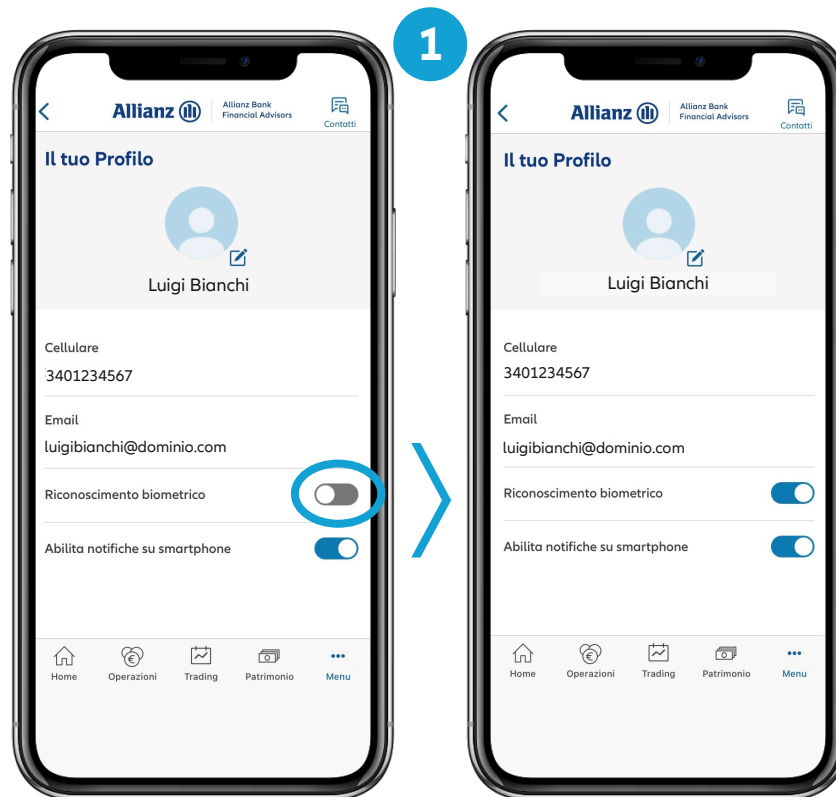 1
Allianz
Allianz Bank
Financial Advisors
Contatti
Il tuo Profilo
Luigi Bianchi
Cellulare
3401234567
Email
luigibianchi@dominio.com
Riconoscimento biometrico
Abilita notifiche su smartphone
Home
Operazioni
Trading
Patrimonio
Menu
Allianz
Allianz Bank
Financial Advisors
Contatti
Il tuo Profilo
Luigi Bianchi
Cellulare
3401234567
Email
luigibianchi@dominio.com
Riconoscimento biometrico
Abilita notifiche su smartphone
Home
Operazioni
Trading
Patrimonio
Menu